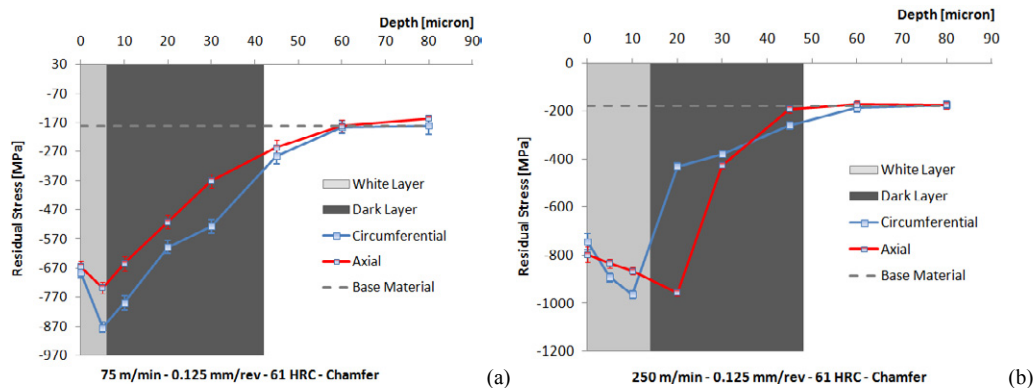 Depth [micron]
0 10 20 30 40 50 60 70 80 90
30
-70
-170
-270
-370
-470
-570
-670
-770
-870
-970
Residual Stress [MPa]
White Layer
Dark Layer
Circumferential
Axial
Base Material
75 m/min - 0.125 mm/rev - 61 HRC - Chamfer
(a)
Depth [micron]
0 10 20 30 40 50 60 70 80 90
0
-200
-400
-600
-800
-1000
-1200
Residual Stress [MPa]
White Layer
Dark Layer
Circumferential
Axial
Base Material
250 m/min - 0.125 mm/rev - 61 HRC - Chamfer
(b)